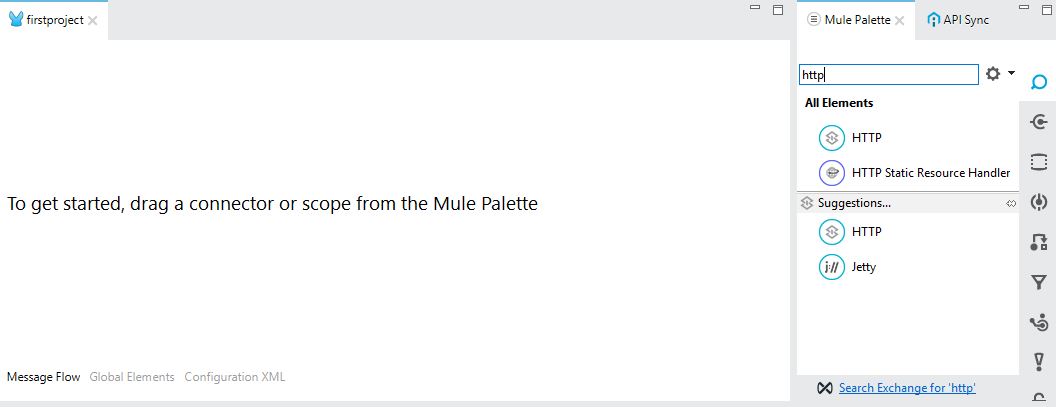 firstproject
Mule Palette
API Sync
http
All Elements
HTTP
HTTP Static Resource Handler
Suggestions...
HTTP
j://
Jetty
To get started, drag a connector or scope from the Mule Palette
Message Flow Global Elements Configuration XML
Search Exchange for 'http'